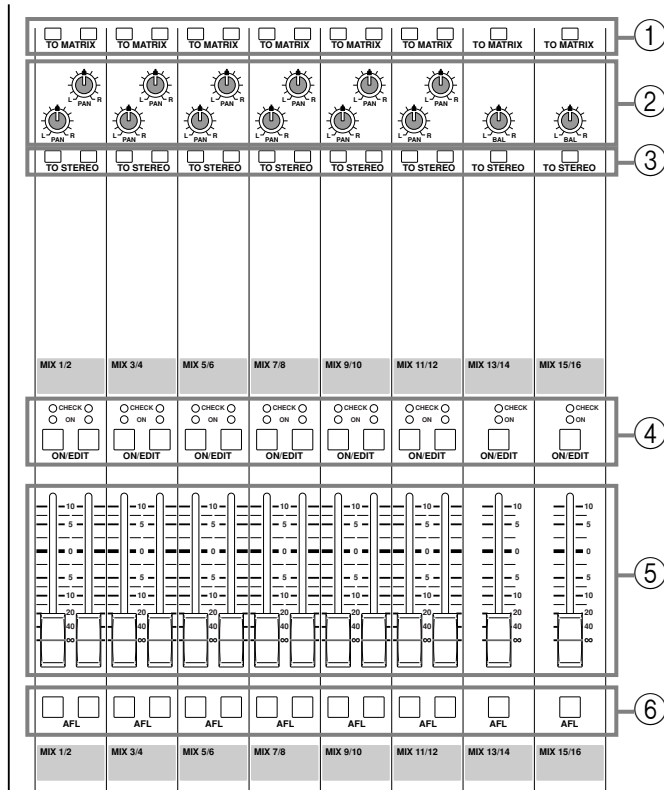 TO MATRIX TO MATRIX TO MATRIX TO MATRIX TO MATRIX TO MATRIX TO MATRIX TO MATRIX ①
L PAN R L PAN R L PAN R L PAN R L PAN R L PAN R ②
L PAN R L PAN R L PAN R L PAN R L PAN R L PAN R L BAL R L BAL R
TO STEREO TO STEREO TO STEREO TO STEREO TO STEREO TO STEREO TO STEREO TO STEREO ③
MIX 1/2 MIX 3/4 MIX 5/6 MIX 7/8 MIX 9/10 MIX 11/12 MIX 13/14 MIX 15/16
CHECK CHECK CHECK CHECK CHECK CHECK CHECK CHECK
ON ON ON ON ON ON ON ON ④
ON/EDIT ON/EDIT ON/EDIT ON/EDIT ON/EDIT ON/EDIT ON/EDIT ON/EDIT
10 10 10 10 10 10 10 10
5 5 5 5 5 5 5 5
0 0 0 0 0 0 0 0
5 5 5 5 5 5 5 5 ⑤
10 10 10 10 10 10 10 10
20 20 20 20 20 20 20 20
40 40 40 40 40 40 40 40
∞ ∞ ∞ ∞ ∞ ∞ ∞ ∞
AFL AFL AFL AFL AFL AFL AFL AFL ⑥
MIX 1/2 MIX 3/4 MIX 5/6 MIX 7/8 MIX 9/10 MIX 11/12 MIX 13/14 MIX 15/16